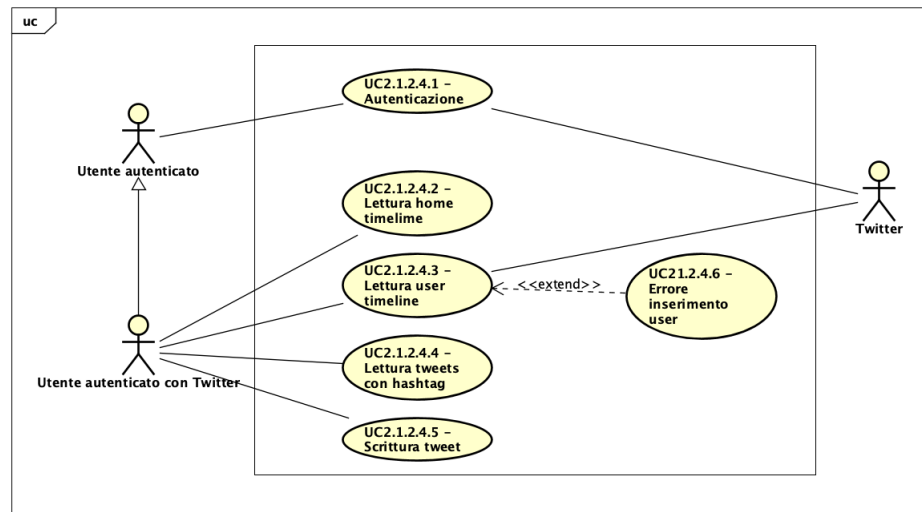 uc
UC2.1.2.4.1 -
Autenticazione
Utente autenticato
UC2.1.2.4.2 -
Lettura home
timelime
Twitter
UC2.1.2.4.3 -
Lettura user
timeline
<<extend>>
UC21.2.4.6 -
Errore
inserimento
user
Utente autenticato con Twitter
UC2.1.2.4.4 -
Lettura tweets
con hashtag
UC2.1.2.4.5 -
Scrittura tweet